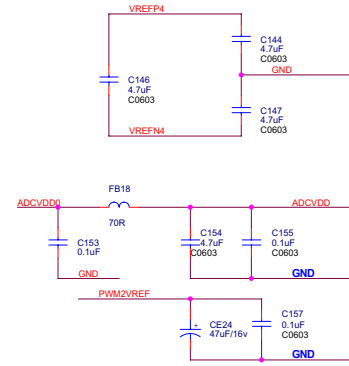 VREFP4
C144
4.7uF
C0603
GND
C146
4.7uF
C0603
C147
4.7uF
C0603
VREFN4
FB18
ADCVDD0
ADCVDD
70R
C153
0.1uF
C154
4.7uF
C0603
C155
0.1uF
C0603
GND
GND
PWM2VREF
+
CE24
47uF/16v
C157
0.1uF
C0603
GND